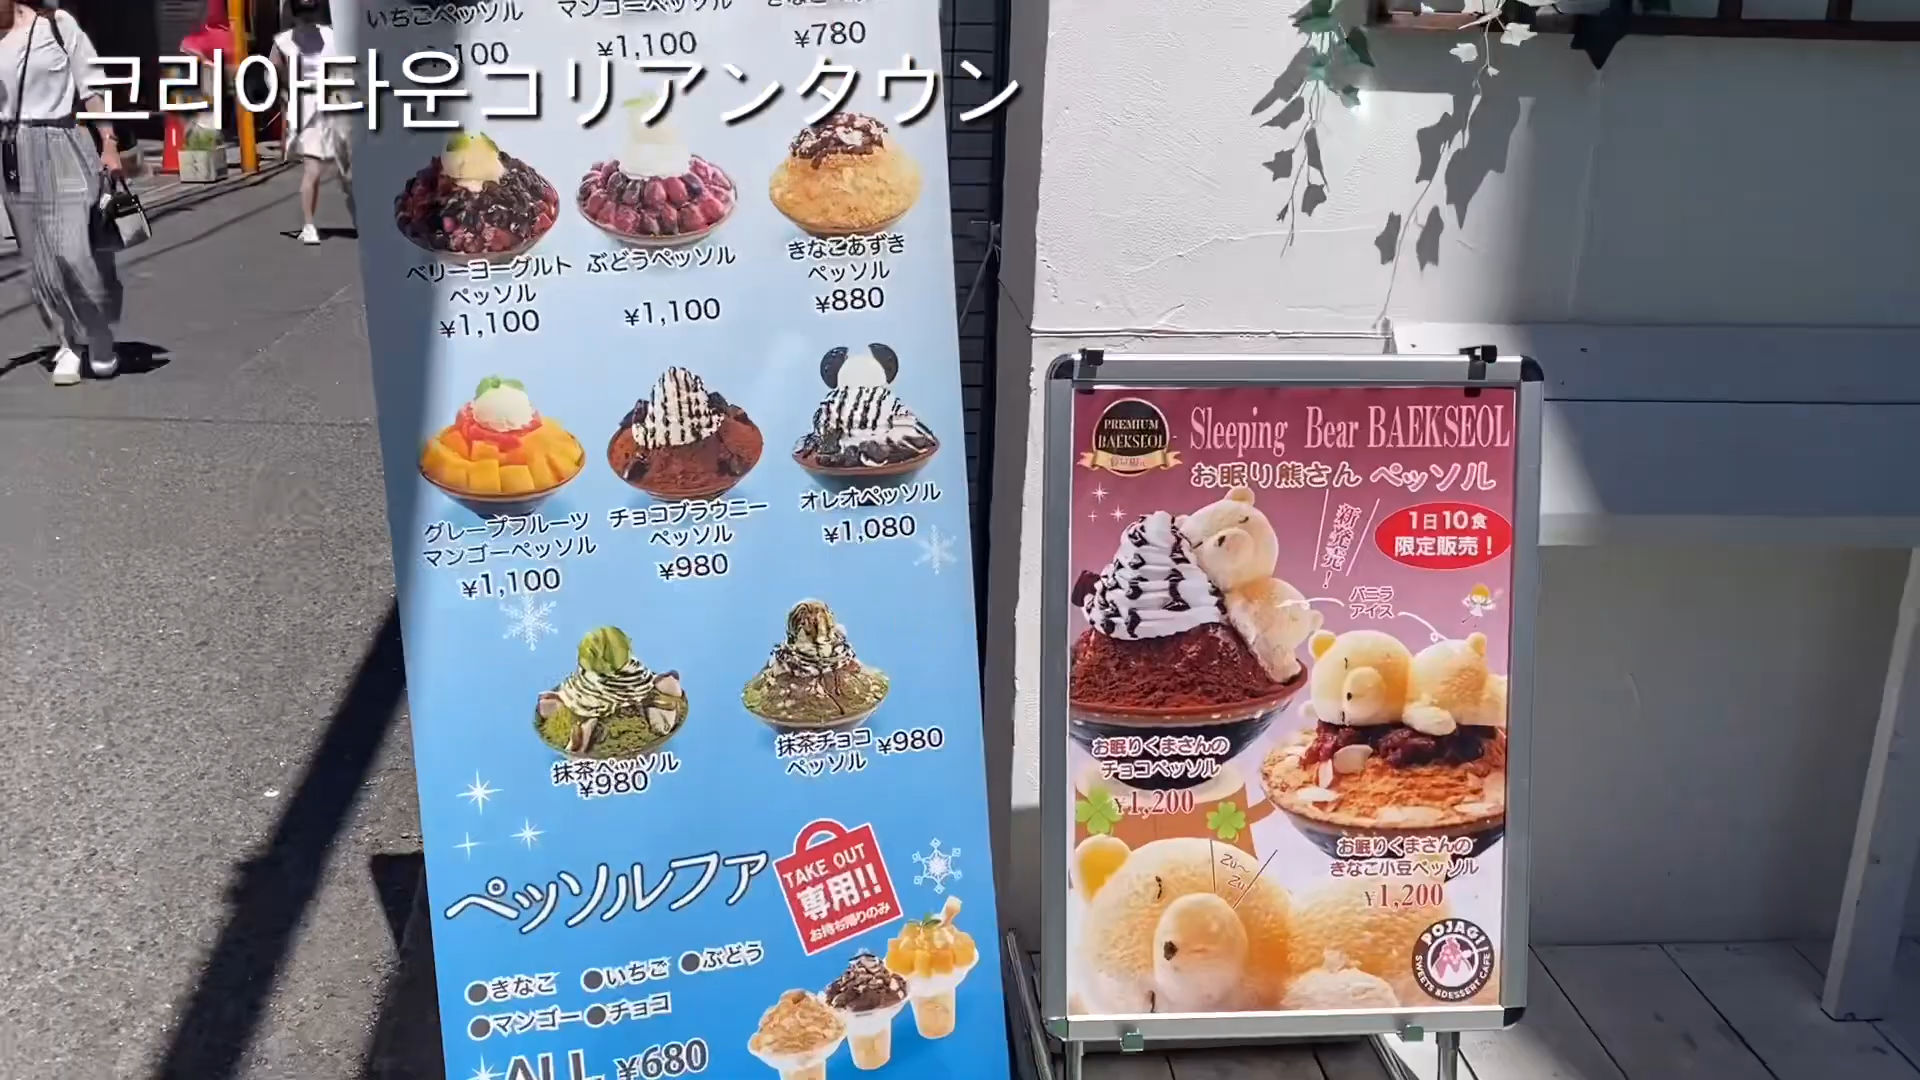 いちごペッソル
マンゴーペッソル
¥1,100
¥780
코리아타운コリアンタウン
ベリーヨーグルト
ペッソル
¥1,100
ぶどうペッソル
¥1,100
きなこあずき
ペッソル
¥880
グレープフルーツ
マンゴーペッソル
¥1,100
チョコブラウニー
ペッソル
¥980
オレオペッソル
¥1,080
抹茶ペッソル
¥980
抹茶チョコ
ペッソル
¥980
ペッソルファ
TAKE OUT
専用!!
お持ち帰りのみ
●きなこ ●いちご ●ぶどう
●マンゴー ●チョコ
ALL ¥680
PREMIUM
BAEKSEOL
Sleeping Bear BAEKSEOL
お眠り熊さん ペッソル
新発売!
1日10食
限定販売!
バニラ
アイス
お眠りくまさんの
チョコペッソル
¥1,200
お眠りくまさんの
きなこ小豆ペッソル
¥1,200
Zu〜
Zu
POJAGI
SWEETS &DESSERT CAFE